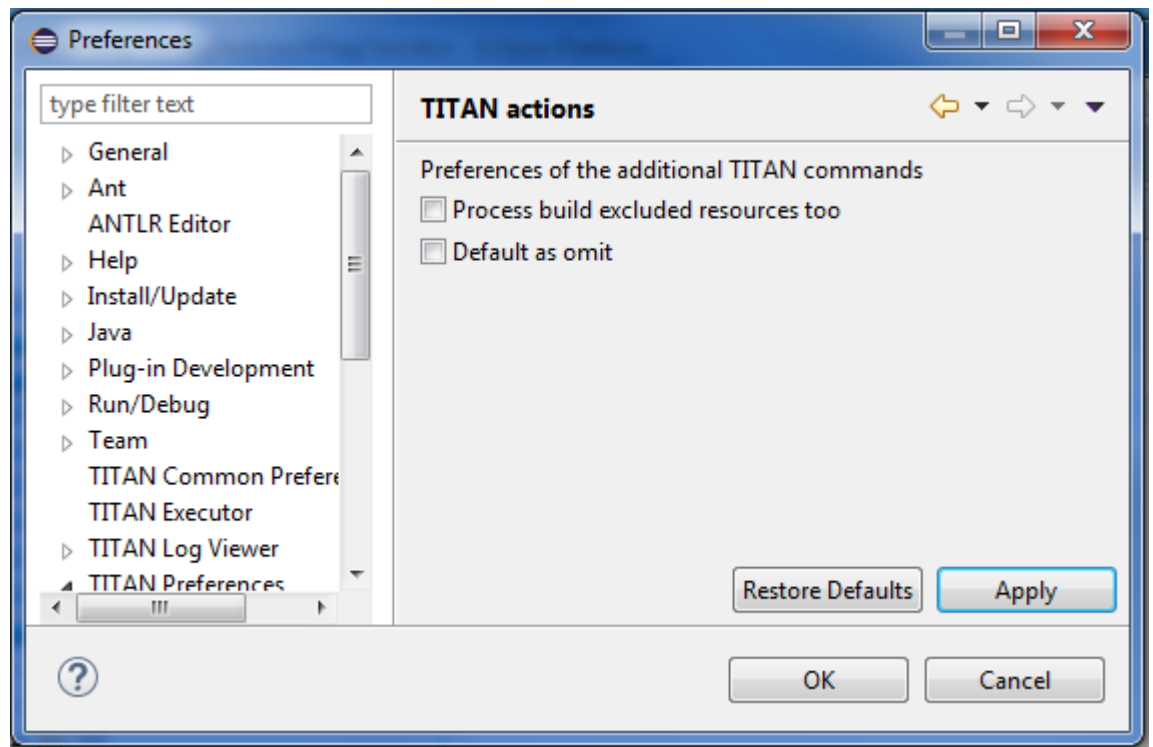 Preferences
type filter text
General
Ant
ANTLR Editor
Help
Install/Update
Java
Plug-in Development
Run/Debug
Team
TITAN Common Prefere
TITAN Executor
TITAN Log Viewer
TITAN Preferences
TITAN actions
Preferences of the additional TITAN commands
Process build excluded resources too
Default as omit
Restore Defaults
Apply
OK
Cancel